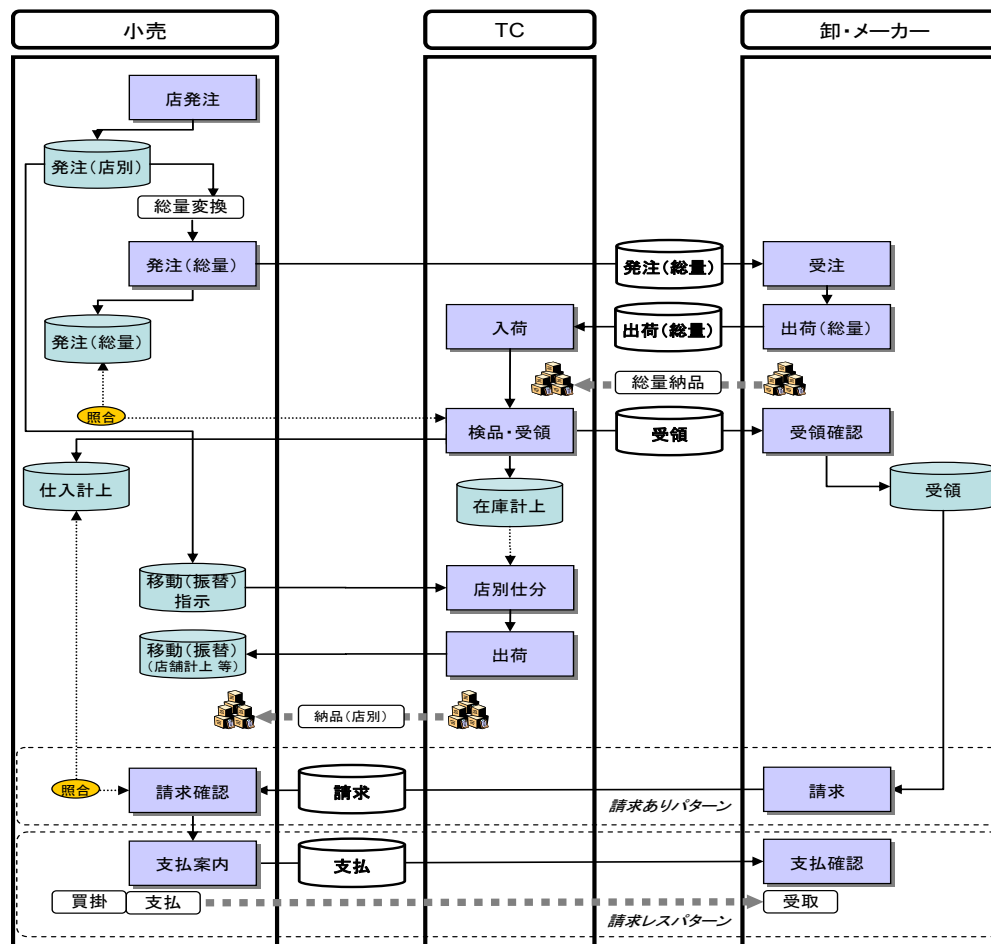 小売
TC
卸・メーカー
店発注
発注(店別)
総量変換
発注(総量)
発注(総量)
受注
発注(総量)
入荷
出荷(総量)
出荷(総量)
総量納品
照合
検品・受領
受領
受領確認
仕入計上
在庫計上
受領
移動(振替)
指示
店別仕分
移動(振替)
(店舗計上 等)
出荷
納品(店別)
照合
請求確認
請求
請求
請求ありパターン
支払案内
支払
支払確認
買掛
支払
受取
請求レスパターン